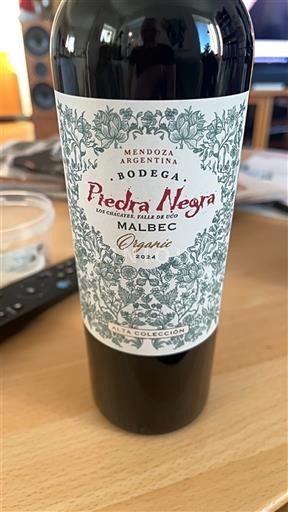 MENDOZA
ARGENTINA
· BODEGA ·
Piedra Negra
LOS CHACAYES, VALLE DE UCO
MALBEC
Organic
2024
ALTA COLECCIÓN